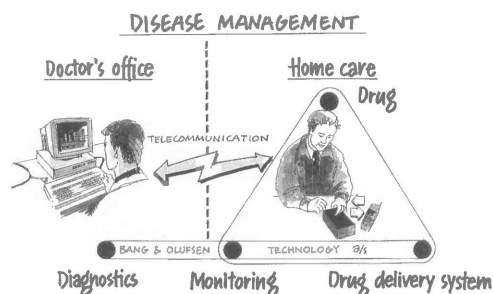 DISEASE MANAGEMENT
Doctor's office
Home care
Drug
TELECOMMUNICATION
BANG & OLUFSEN
TECHNOLOGY a/s
Diagnostics
Monitoring
Drug delivery system